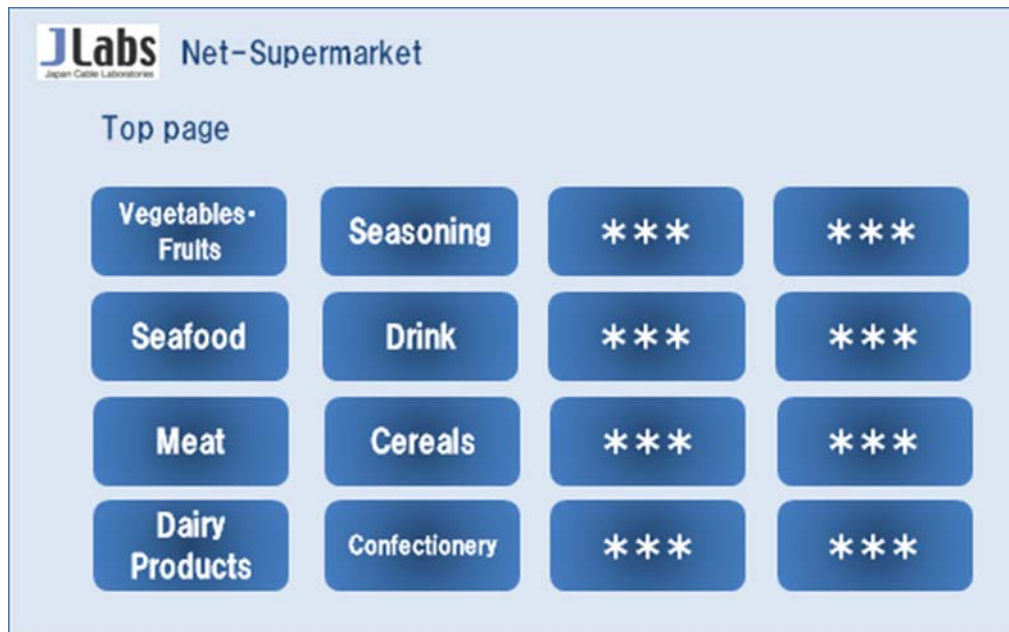 JLabs
Japan Cable Laboratories
Net-Supermarket
Top page
Vegetables・
Fruits
Seasoning
***
***
Seafood
Drink
***
***
Meat
Cereals
***
***
Dairy
Products
Confectionery
***
***